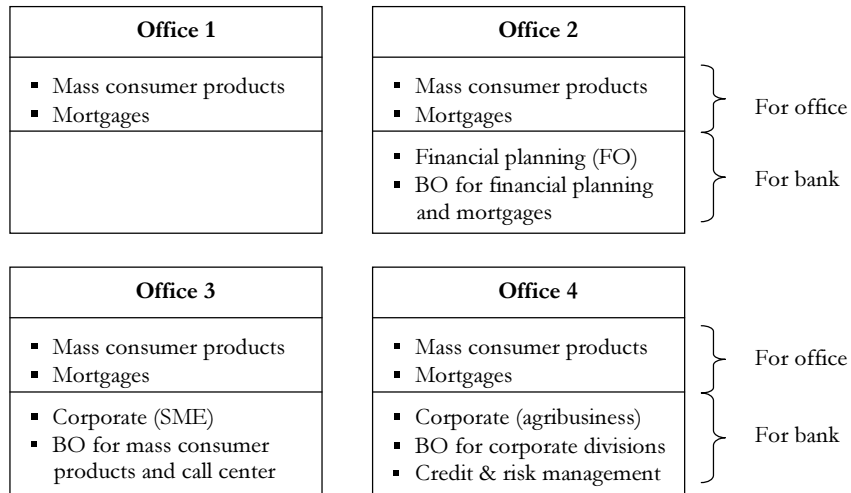 Office 1
▪ Mass consumer products
▪ Mortgages
Office 2
▪ Mass consumer products
▪ Mortgages
▪ Financial planning (FO)
▪ BO for financial planning
and mortgages
For office
For bank
Office 3
▪ Mass consumer products
▪ Mortgages
▪ Corporate (SME)
▪ BO for mass consumer
products and call center
Office 4
▪ Mass consumer products
▪ Mortgages
▪ Corporate (agribusiness)
▪ BO for corporate divisions
▪ Credit & risk management
For office
For bank